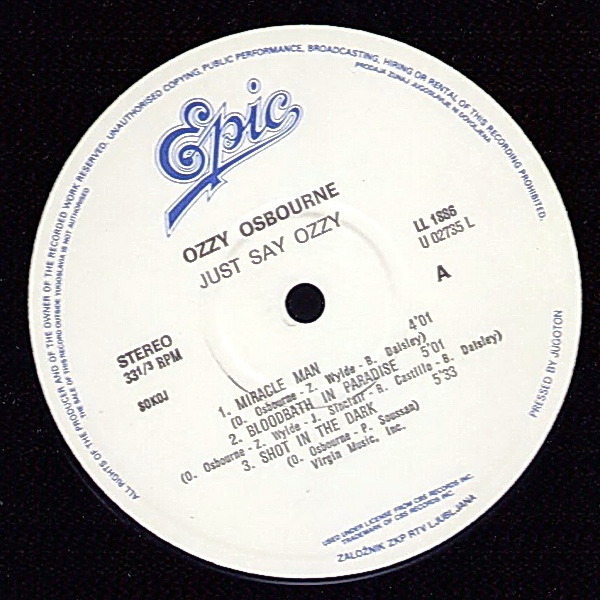 ALL RIGHTS OF THE PRODUCER AND OF THE OWNER OF THE RECORDED WORK RESERVED. UNAUTHORISED COPYING, PUBLIC PERFORMANCE, BROADCASTING, HIRING OR RENTAL OF THIS RECORDING PROHIBITED.
THE SALE OF THIS RECORD OUTSIDE YUGOSLAVIA IS NOT AUTHORISED
PRODAJA ZUNAJ JUGOSLAVIJE NI DOVOLJENA
Epic
OZZY OSBOURNE
JUST SAY OZZY
LL 1886
U 02735 L
A
STEREO
331/3 RPM
SOKOJ
1. MIRACLE MAN 4'01
(O. Osbourne - Z. Wylde - B. Daisley)
2. BLOODBATH IN PARADISE 5'01
(O. Osbourne - Z. Wylde - J. Sinclair - R. Castillo - B. Daisley)
3. SHOT IN THE DARK 5'33
(O. Osbourne - P. Soussan)
Virgin Music, Inc.
PRESSED BY JUGOTON
USED UNDER LICENSE FROM CBS RECORDS INC.
TRADEMARK OF CBS RECORDS INC.
ZALOŽNIK ZKP RTV LJUBLJANA